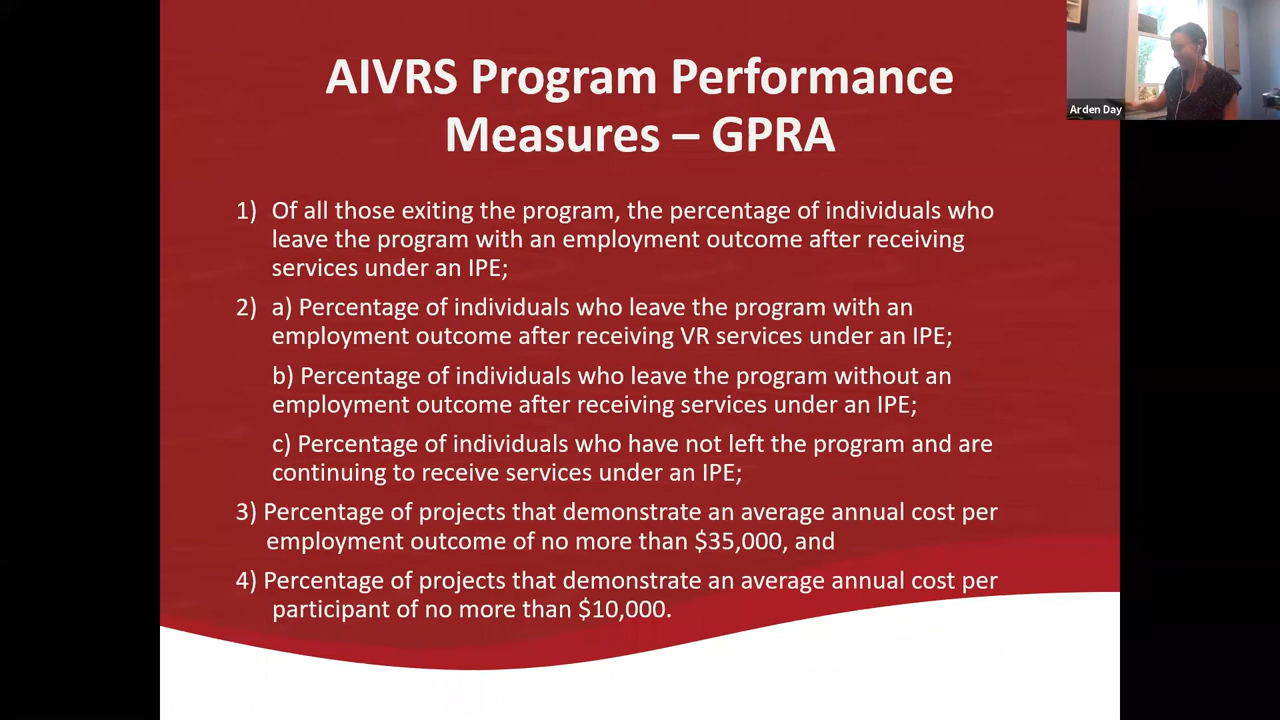 AIVRS Program Performance
Measures – GPRA
Arden Day
1) Of all those exiting the program, the percentage of individuals who
leave the program with an employment outcome after receiving
services under an IPE;
2) a) Percentage of individuals who leave the program with an
employment outcome after receiving VR services under an IPE;
b) Percentage of individuals who leave the program without an
employment outcome after receiving services under an IPE;
c) Percentage of individuals who have not left the program and are
continuing to receive services under an IPE;
3) Percentage of projects that demonstrate an average annual cost per
employment outcome of no more than $35,000, and
4) Percentage of projects that demonstrate an average annual cost per
participant of no more than $10,000.